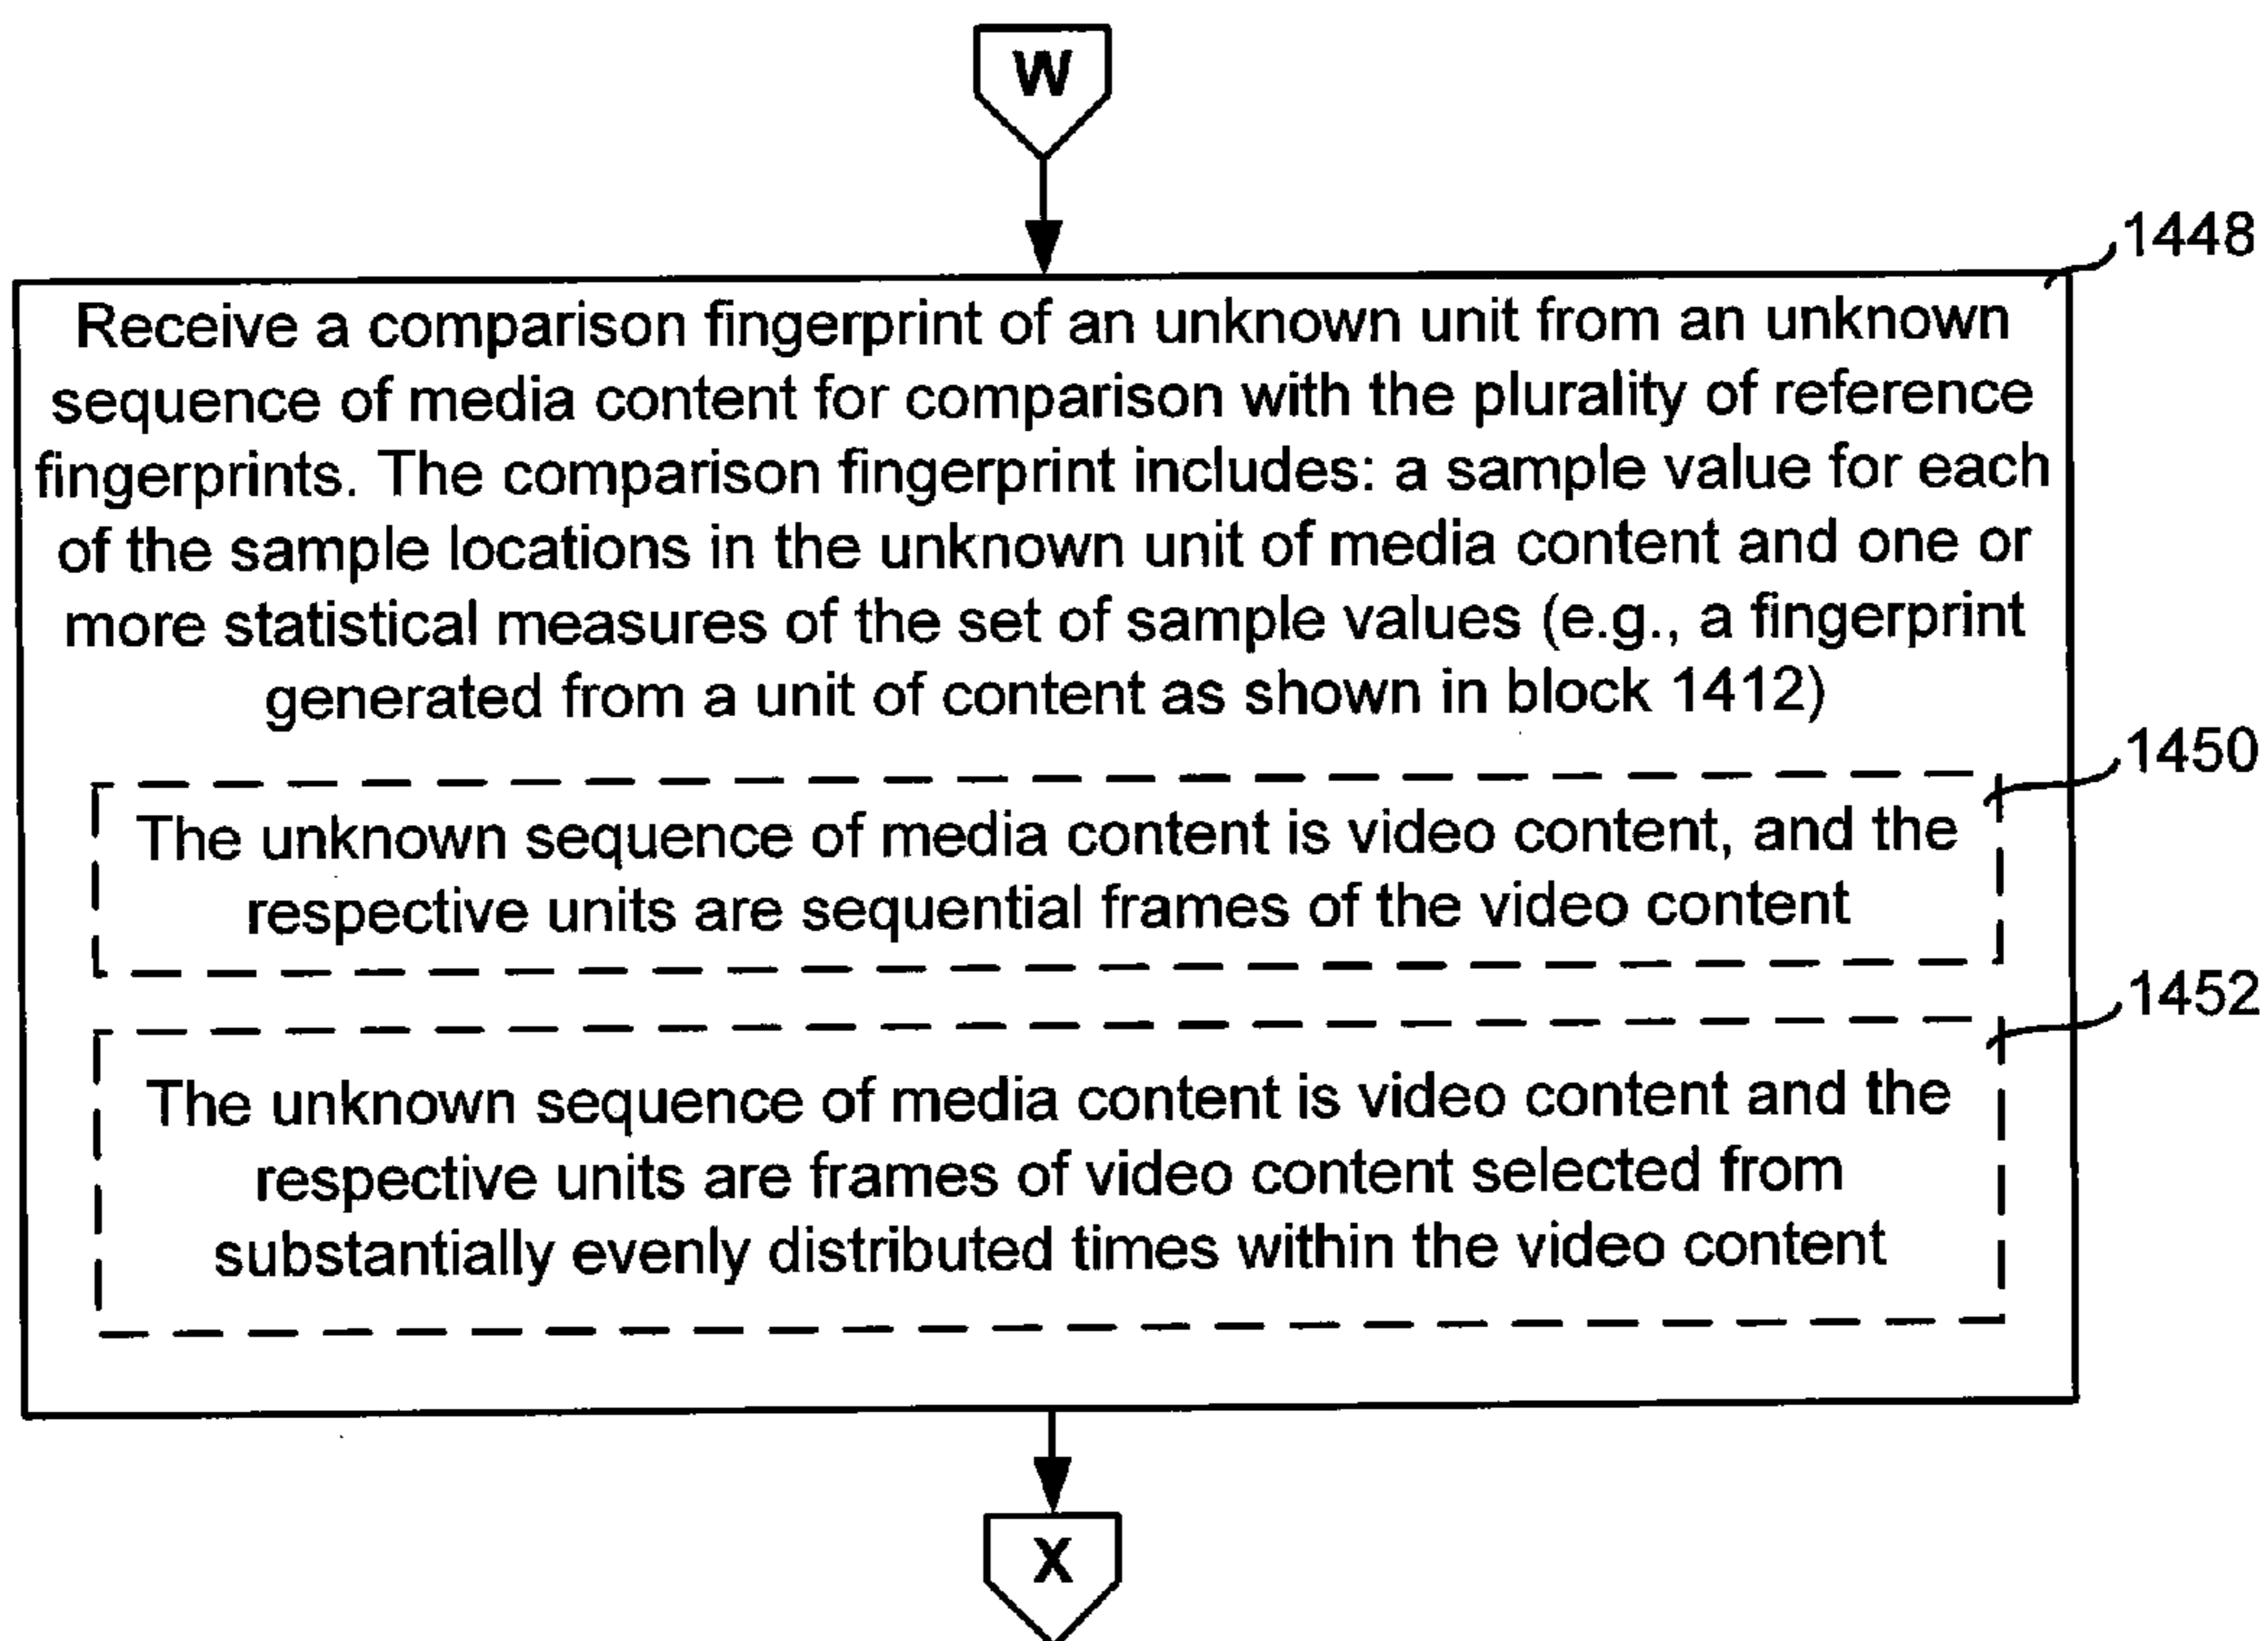 W
1448
Receive a comparison fingerprint of an unknown unit from an unknown
sequence of media content for comparison with the plurality of reference
fingerprints. The comparison fingerprint includes: a sample value for each
of the sample locations in the unknown unit of media content and one or
more statistical measures of the set of sample values (e.g., a fingerprint
generated from a unit of content as shown in block 1412)
1450
The unknown sequence of media content is video content, and the
respective units are sequential frames of the video content
1452
The unknown sequence of media content is video content and the
respective units are frames of video content selected from
substantially evenly distributed times within the video content
X